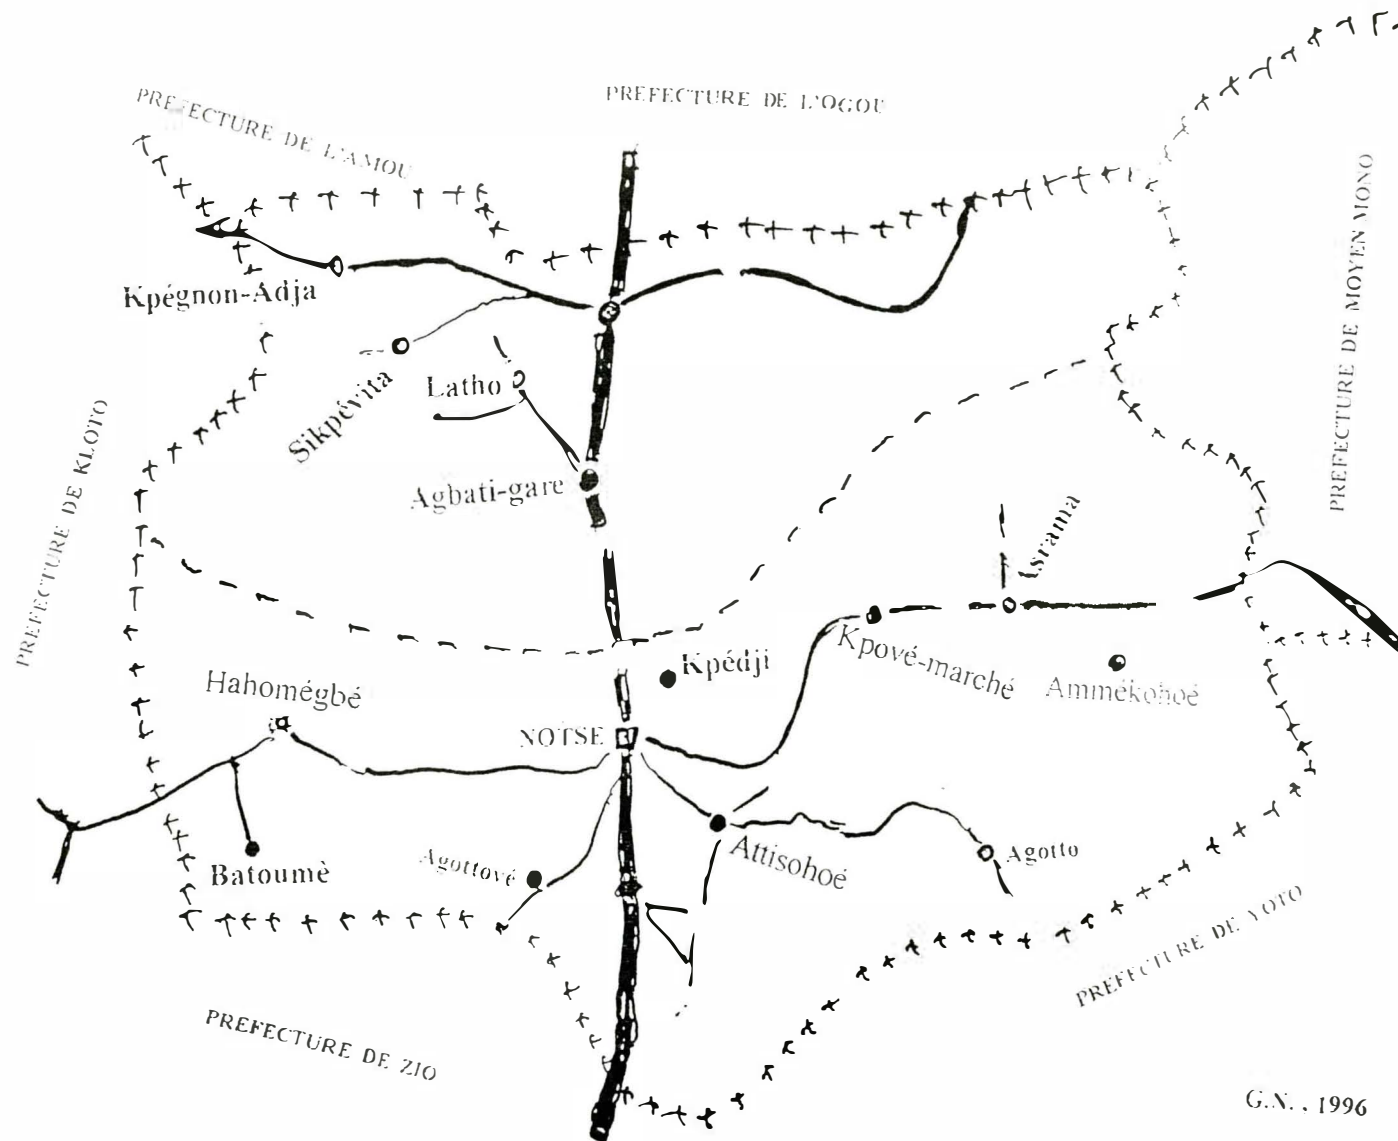 PREFECTURE DE L'AMOU
PREFECTURE DE L'OGOU
PREFECTURE DE MOYEN MONO
Kpégnon-Adja
Sikpévita
Latho
Agbati-gare
PREFECTURE DE KLOTO
Asrama
Kpédji
Kpové-marché
Ammékohoé
Hahomégbé
NOTSE
Batoumè
Agottové
Attisohoé
Agotto
PREFECTURE DE YOTO
PREFECTURE DE ZIO
G.N. , 1996